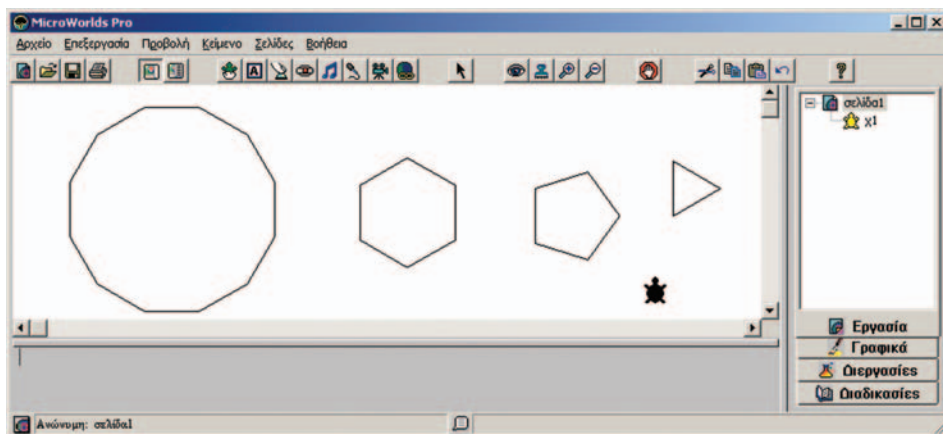 MicroWorlds Pro
Αρχείο Επεξεργασία Προβολή Κείμενο Σελίδες Βοήθεια
σελίδα1
χ1
Εργασία
Γραφικά
Διεργασίες
Διαδικασίες
Ανώνυμη: σελίδα1